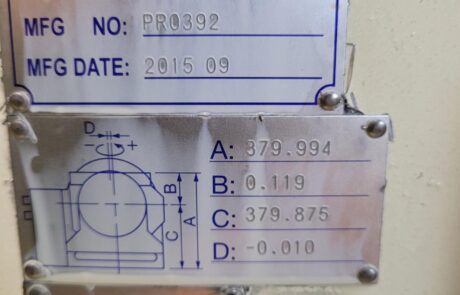 MFG NO: PR0392
MFG DATE: 2015 09
D
- +
B
C
A
A: 379.994
B: 0.119
C: 379.875
D: -0.010